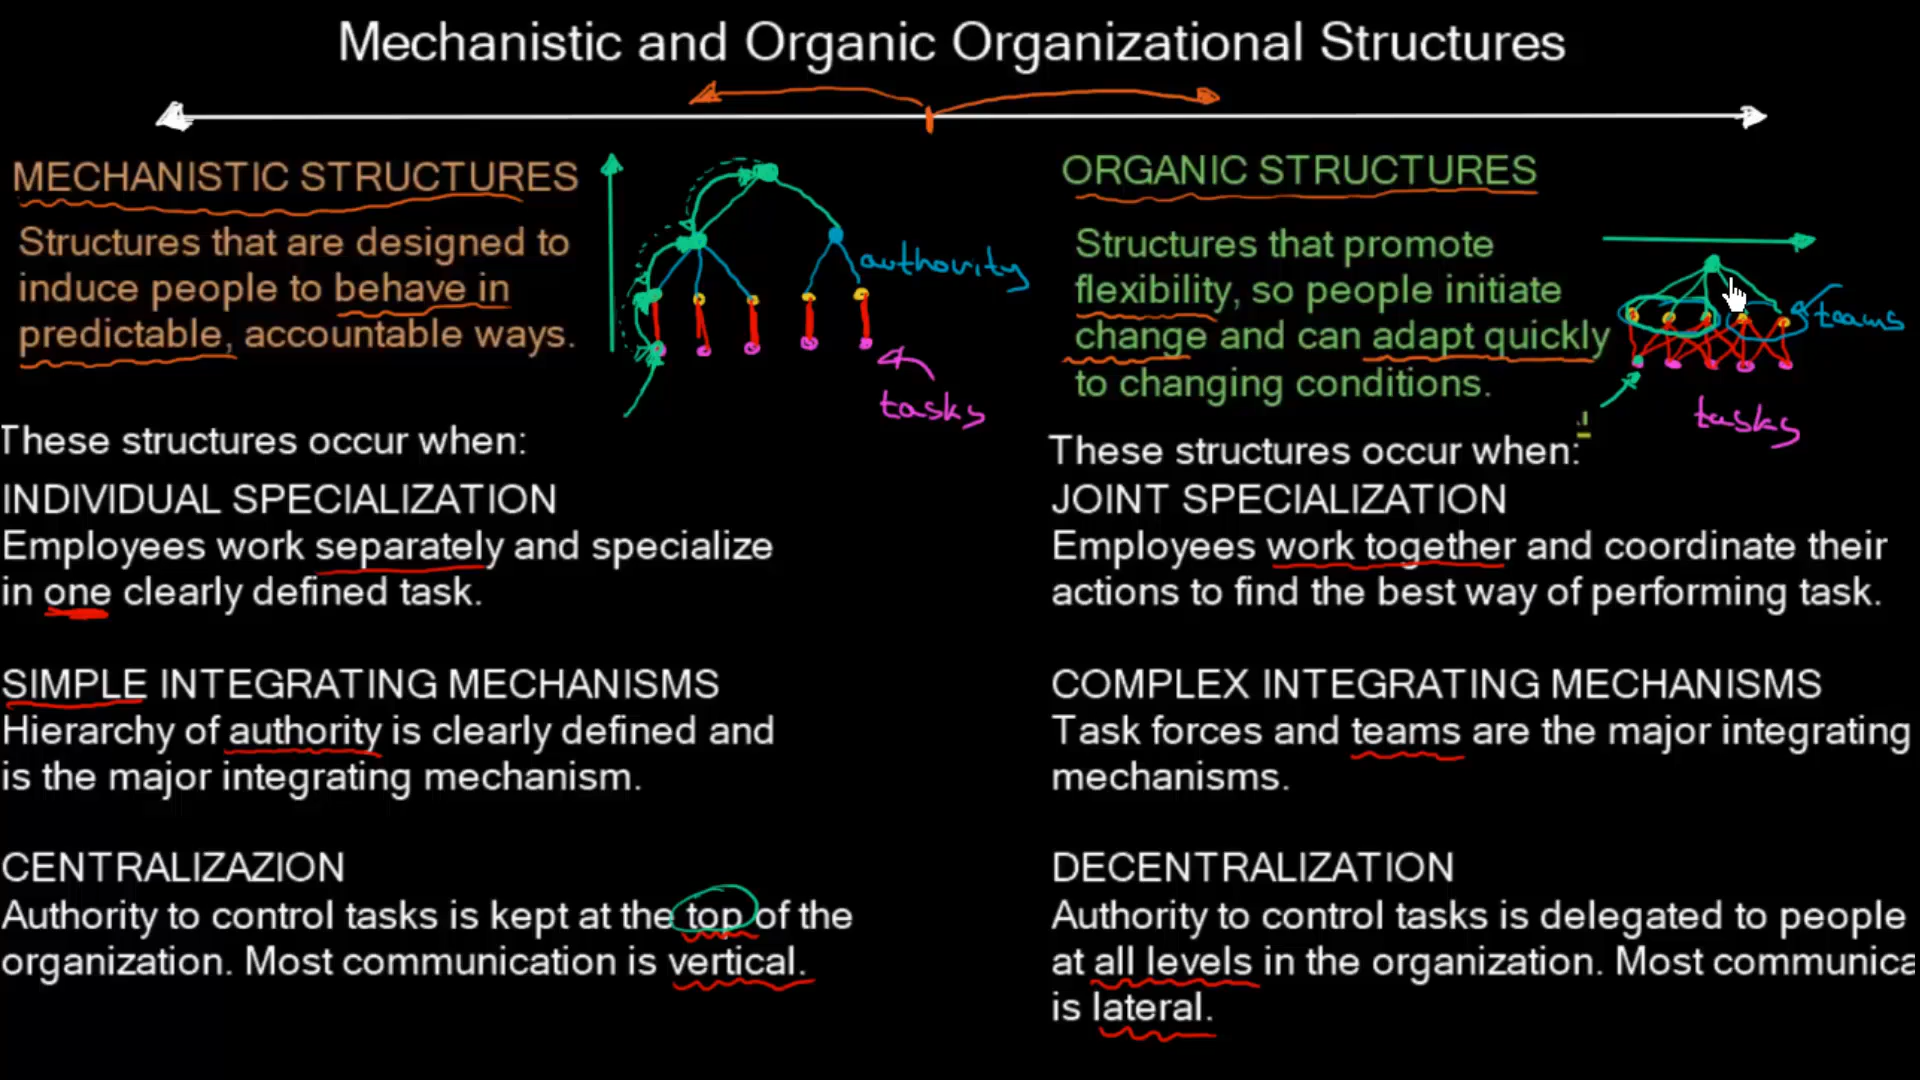 Mechanistic and Organic Organizational Structures
MECHANISTIC STRUCTURES
Structures that are designed to
induce people to behave in
predictable, accountable ways.
authority
tasks
These structures occur when:
INDIVIDUAL SPECIALIZATION
Employees work separately and specialize
in one clearly defined task.
SIMPLE INTEGRATING MECHANISMS
Hierarchy of authority is clearly defined and
is the major integrating mechanism.
CENTRALIZAZION
Authority to control tasks is kept at the top of the
organization. Most communication is vertical.
ORGANIC STRUCTURES
Structures that promote
flexibility, so people initiate
change and can adapt quickly
to changing conditions.
teams
tasks
These structures occur when:
JOINT SPECIALIZATION
Employees work together and coordinate their
actions to find the best way of performing task.
COMPLEX INTEGRATING MECHANISMS
Task forces and teams are the major integrating
mechanisms.
DECENTRALIZATION
Authority to control tasks is delegated to people
at all levels in the organization. Most communica
is lateral.